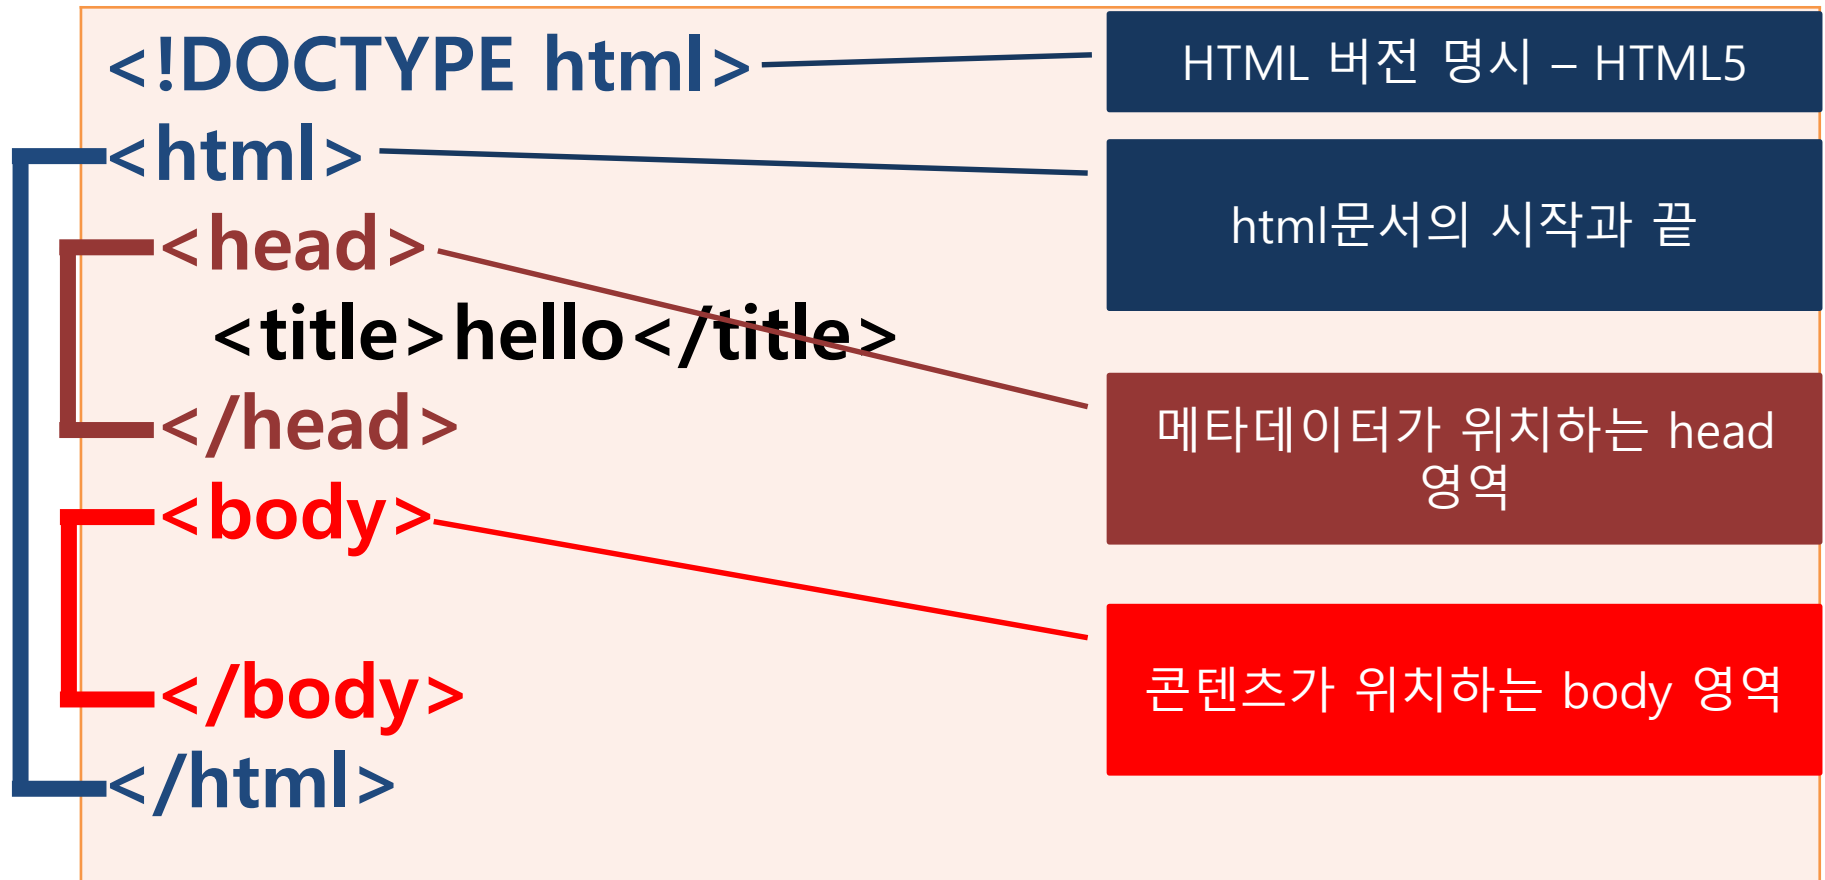 <!DOCTYPE html>
HTML 버전 명시 – HTML5
<html>
html문서의 시작과 끝
<head>
<title>hello</title>
</head>
메타데이터가 위치하는 head
영역
<body>
</body>
콘텐츠가 위치하는 body 영역
</html>